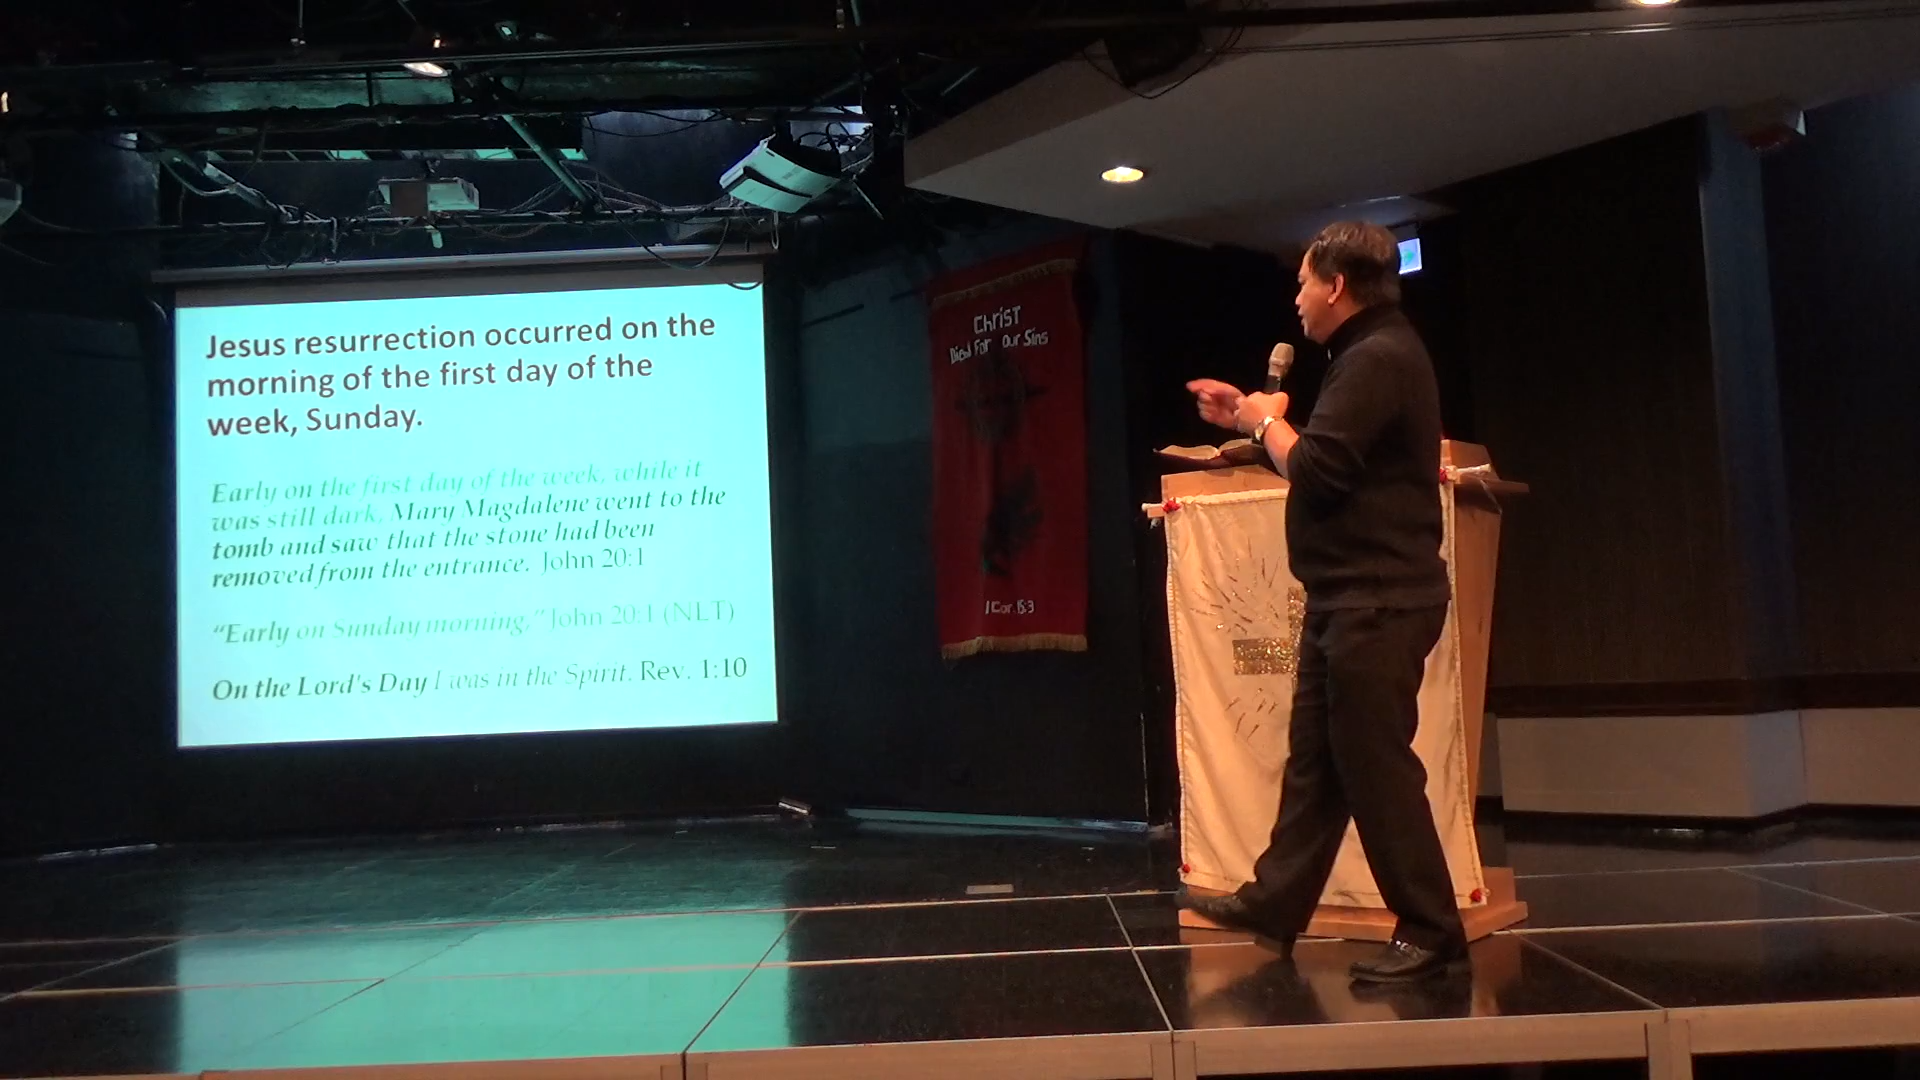 Jesus resurrection occurred on the
morning of the first day of the
week, Sunday.
Early on the first day of the week, while it
was still dark, Mary Magdalene went to the
tomb and saw that the stone had been
removed from the entrance. John 20:1
“Early on Sunday morning,” John 20:1 (NLT)
On the Lord's Day I was in the Spirit. Rev. 1:10
Christ
Died For Our Sins
1 Cor. 15:3